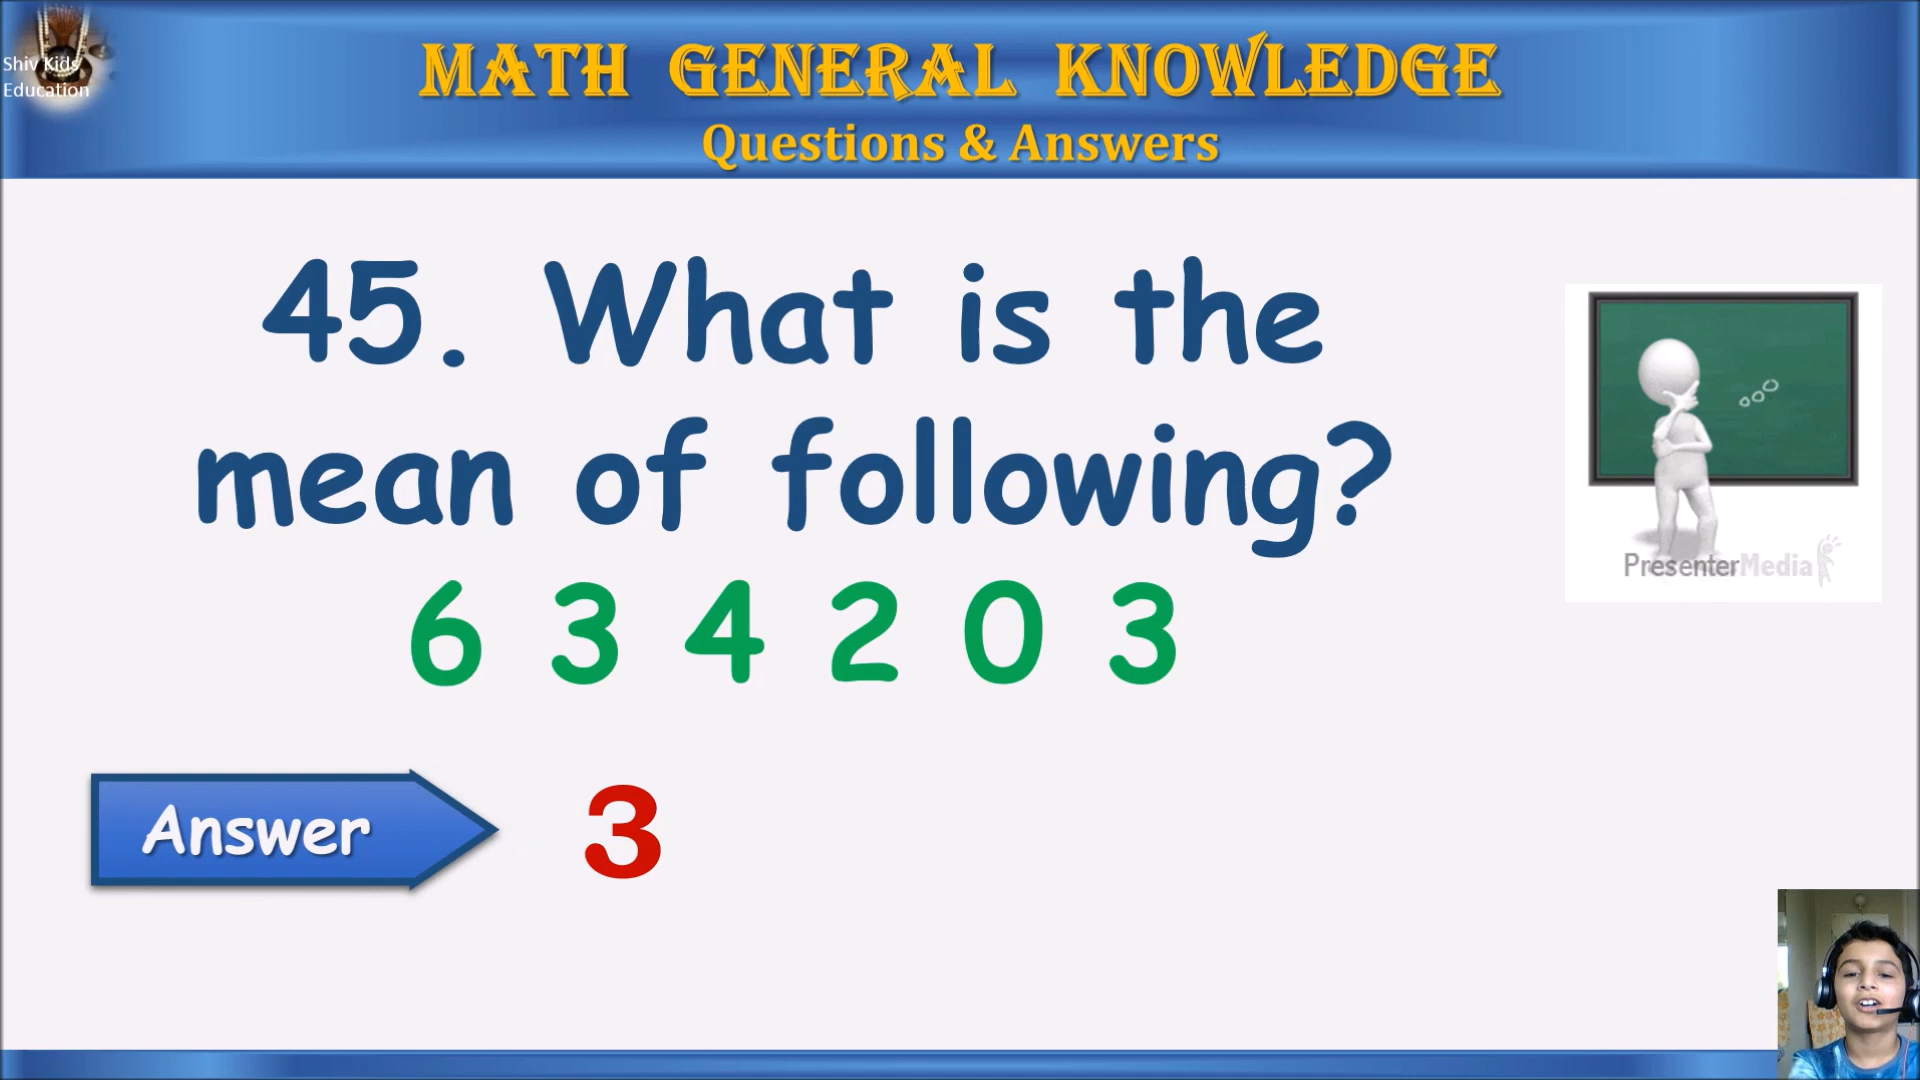 Shiv Kids
Education
MATH GENERAL KNOWLEDGE
Questions & Answers
45. What is the
mean of following?
6 3 4 2 0 3
PresenterMedia
Answer
3